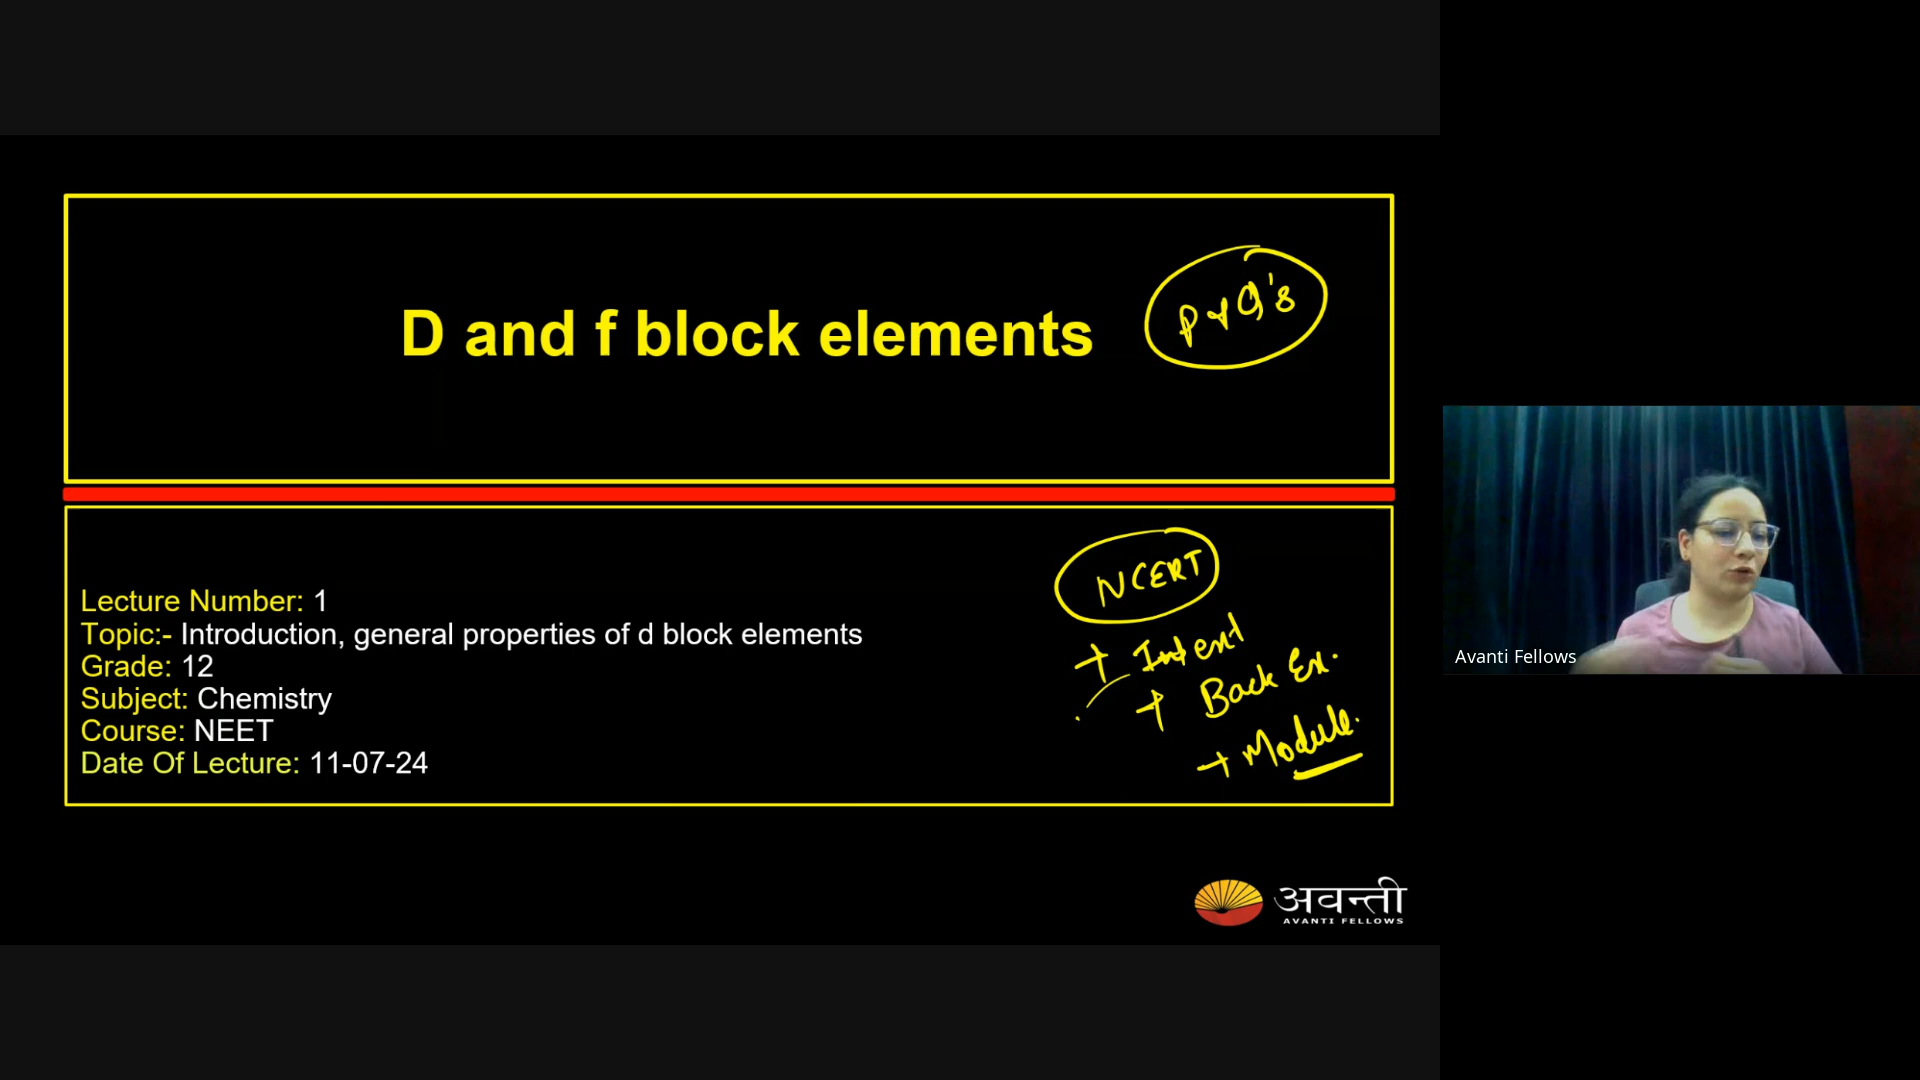 D and f block elements
PYQ's
Lecture Number: 1
Topic:- Introduction, general properties of d block elements
Grade: 12
Subject: Chemistry
Course: NEET
Date Of Lecture: 11-07-24
NCERT
+ Intext
+ Back Ex.
+ Module.
अवन्ती
AVANTI FELLOWS
Avanti Fellows